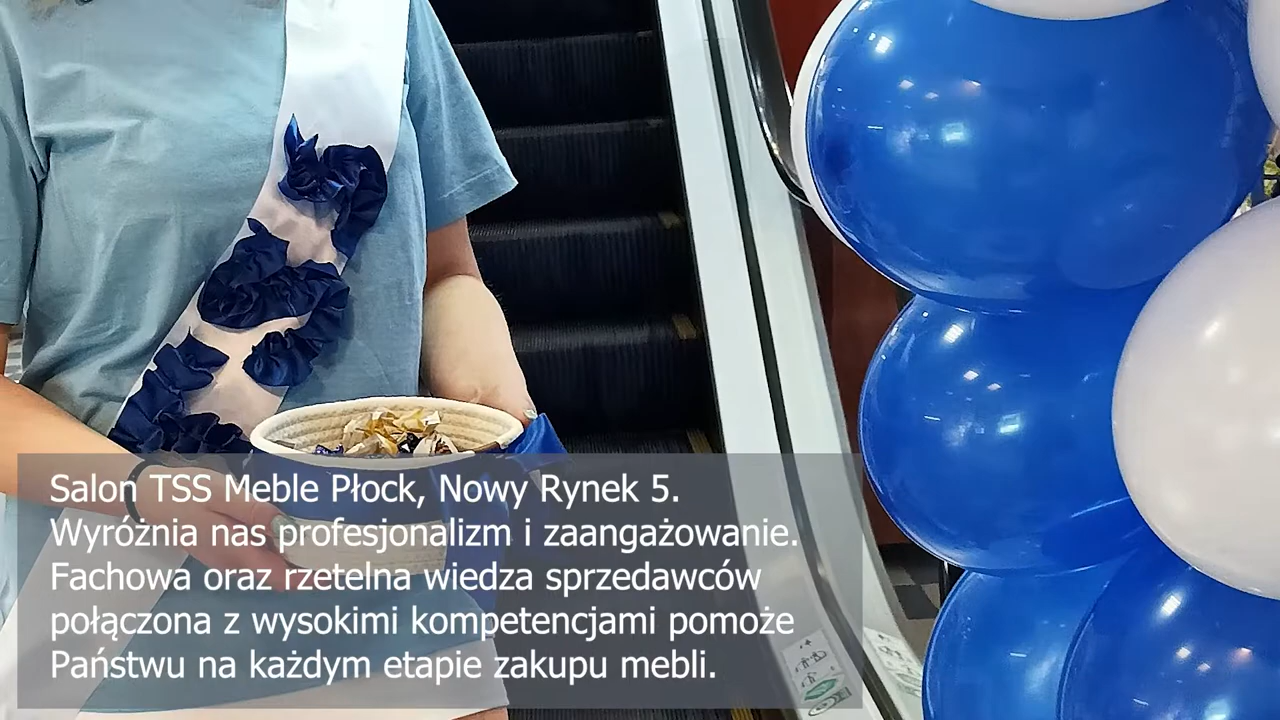 Salon TSS Meble Płock, Nowy Rynek 5.
Wyróżnia nas profesjonalizm i zaangażowanie.
Fachowa oraz rzetelna wiedza sprzedawców
połączona z wysokimi kompetencjami pomoże
Państwu na każdym etapie zakupu mebli.